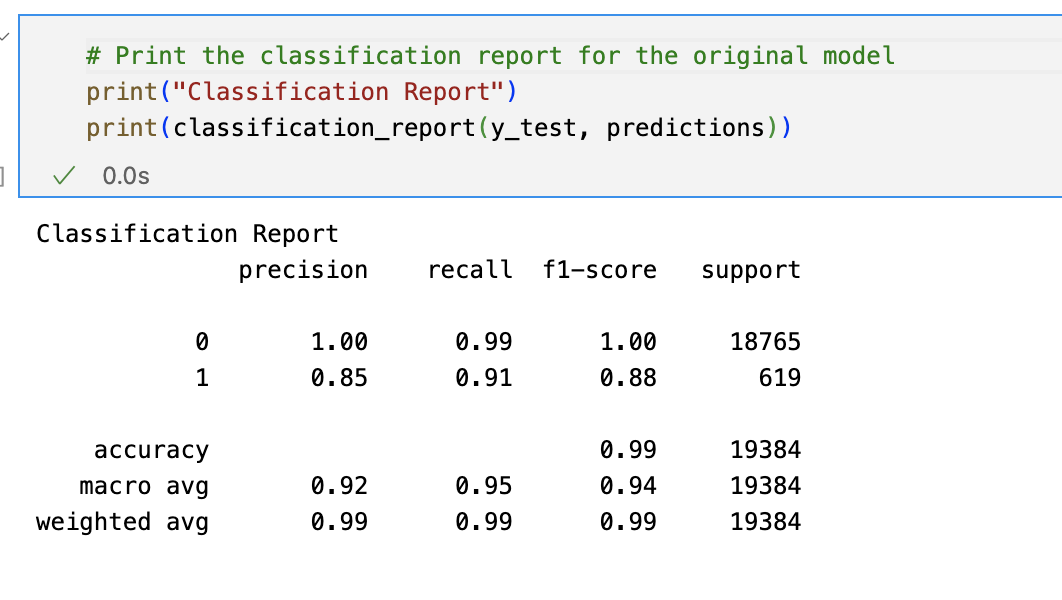 # Print the classification report for the original model
print("Classification Report")
print(classification_report(y_test, predictions))
] ✓ 0.0s
Classification Report
precision recall f1-score support
0 1.00 0.99 1.00 18765
1 0.85 0.91 0.88 619
accuracy 0.99 19384
macro avg 0.92 0.95 0.94 19384
weighted avg 0.99 0.99 0.99 19384